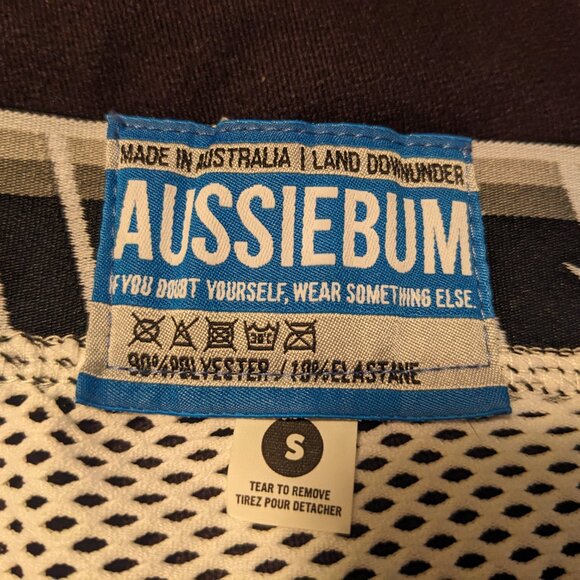 MADE IN AUSTRALIA | LAND DOWNUNDER
AUSSIEBUM
IF YOU DOUBT YOURSELF, WEAR SOMETHING ELSE.
30°
90%POLYESTER / 10%ELASTANE
S
TEAR TO REMOVE
TIREZ POUR DETACHER